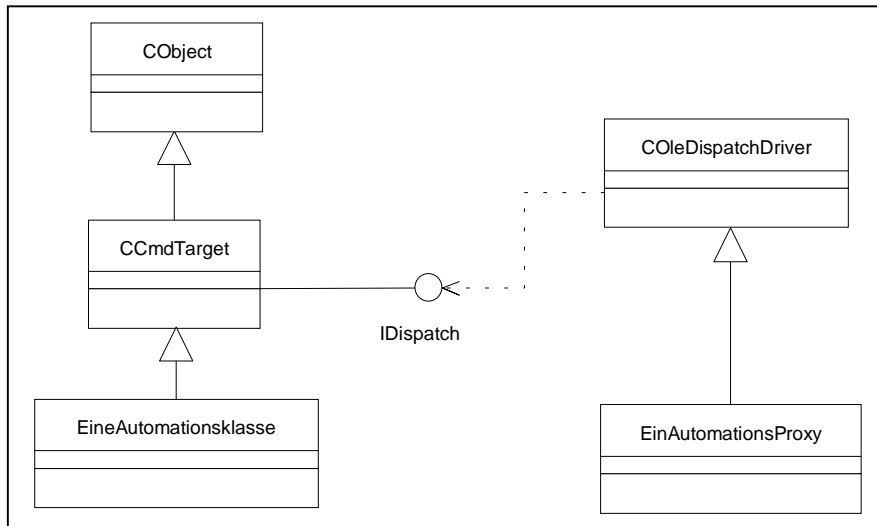 CObject
COleDispatchDriver
CCmdTarget
IDispatch
EineAutomationsklasse
EinAutomationsProxy